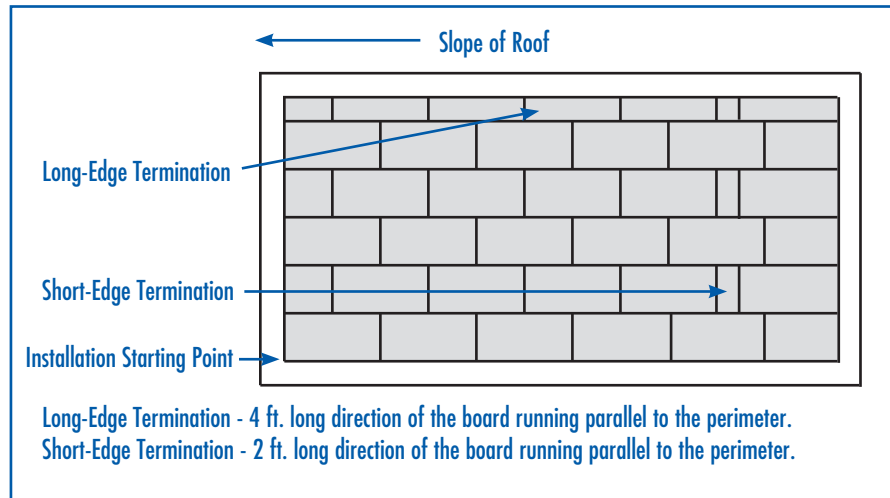 Slope of Roof
Long-Edge Termination
Short-Edge Termination
Installation Starting Point
Long-Edge Termination - 4 ft. long direction of the board running parallel to the perimeter.
Short-Edge Termination - 2 ft. long direction of the board running parallel to the perimeter.